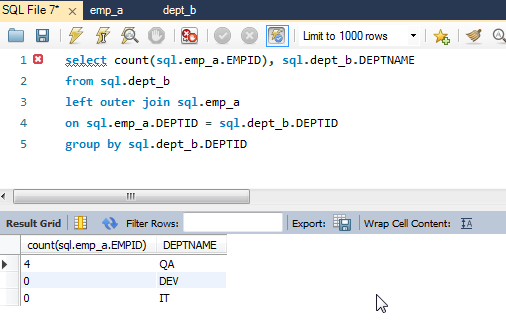 SQL File 7* × emp_a dept_b
Limit to 1000 rows
1 select count(sql.emp_a.EMPID), sql.dept_b.DEPTNAME
2 from sql.dept_b
3 left outer join sql.emp_a
4 on sql.emp_a.DEPTID = sql.dept_b.DEPTID
5 group by sql.dept_b.DEPTID
Result Grid Filter Rows: Export: Wrap Cell Content: IA
count(sql.emp_a.EMPID) DEPTNAME
4 QA
0 DEV
0 IT